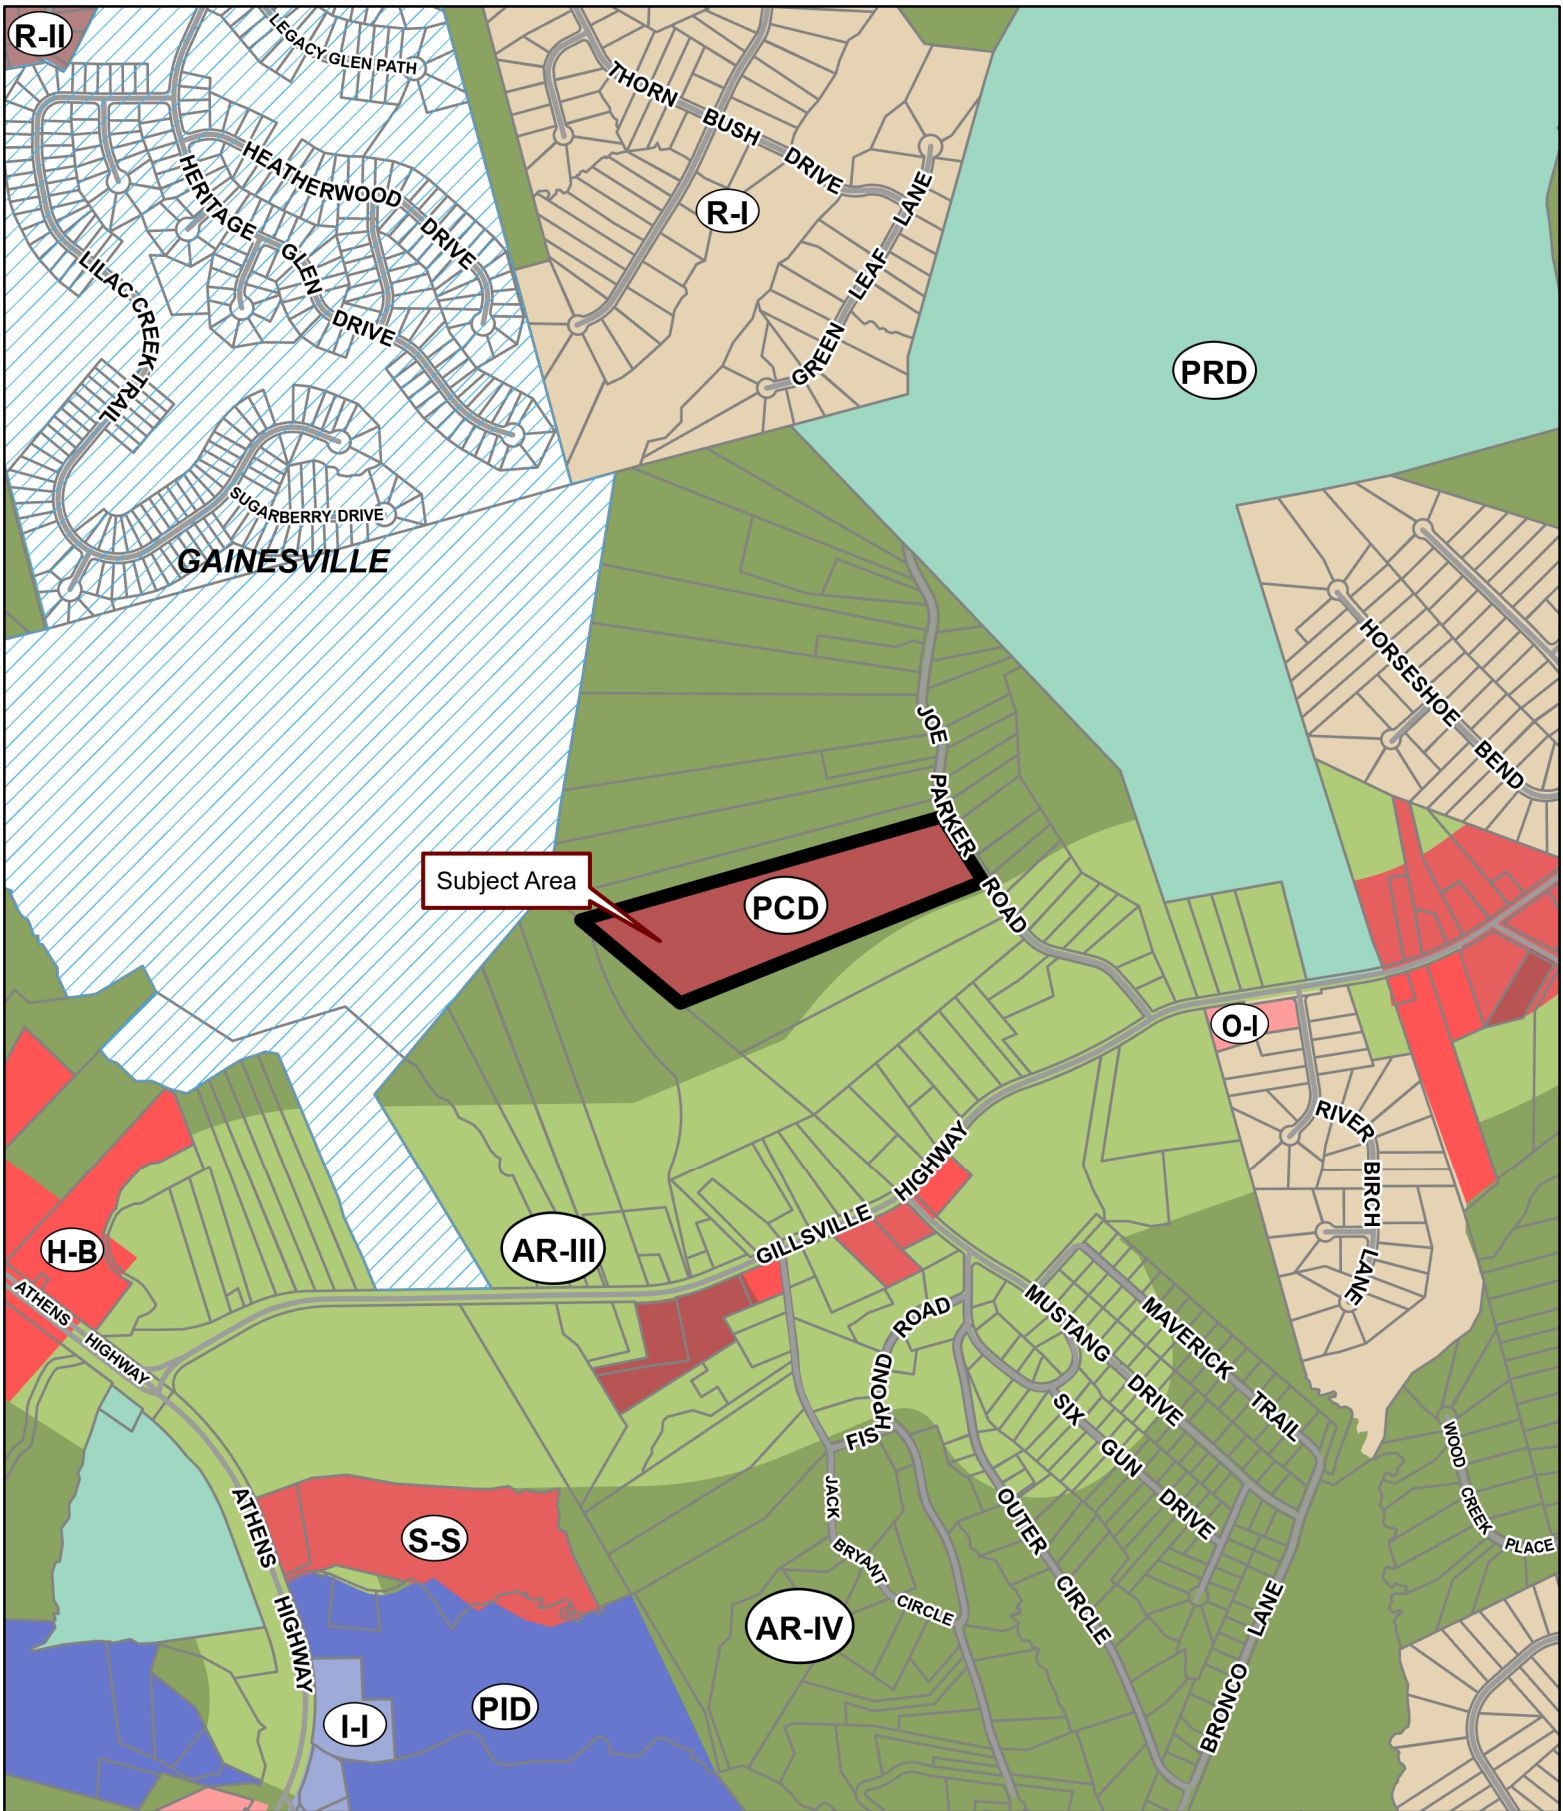 R-II
LEGACY GLEN PATH
THORN BUSH DRIVE
HEATHERWOOD DRIVE
HERITAGE GLEN DRIVE
R-I
GREEN LEAF LANE
LILAC CREEK TRAIL
PRD
SUGARBERRY DRIVE
GAINESVILLE
HORSESHOE BEND
JOE PARKER ROAD
Subject Area
PCD
O-I
RIVER BIRCH LANE
GILLSVILLE HIGHWAY
AR-III
H-B
ATHENS HIGHWAY
MUSTANG DRIVE
MAVERICK TRAIL
FISHPOND ROAD
SIX GUN DRIVE
WOOD CREEK PLACE
JACK BRYANT CIRCLE
OUTER CIRCLE
ATHENS HIGHWAY
S-S
AR-IV
BRONCO LANE
PID
I-I